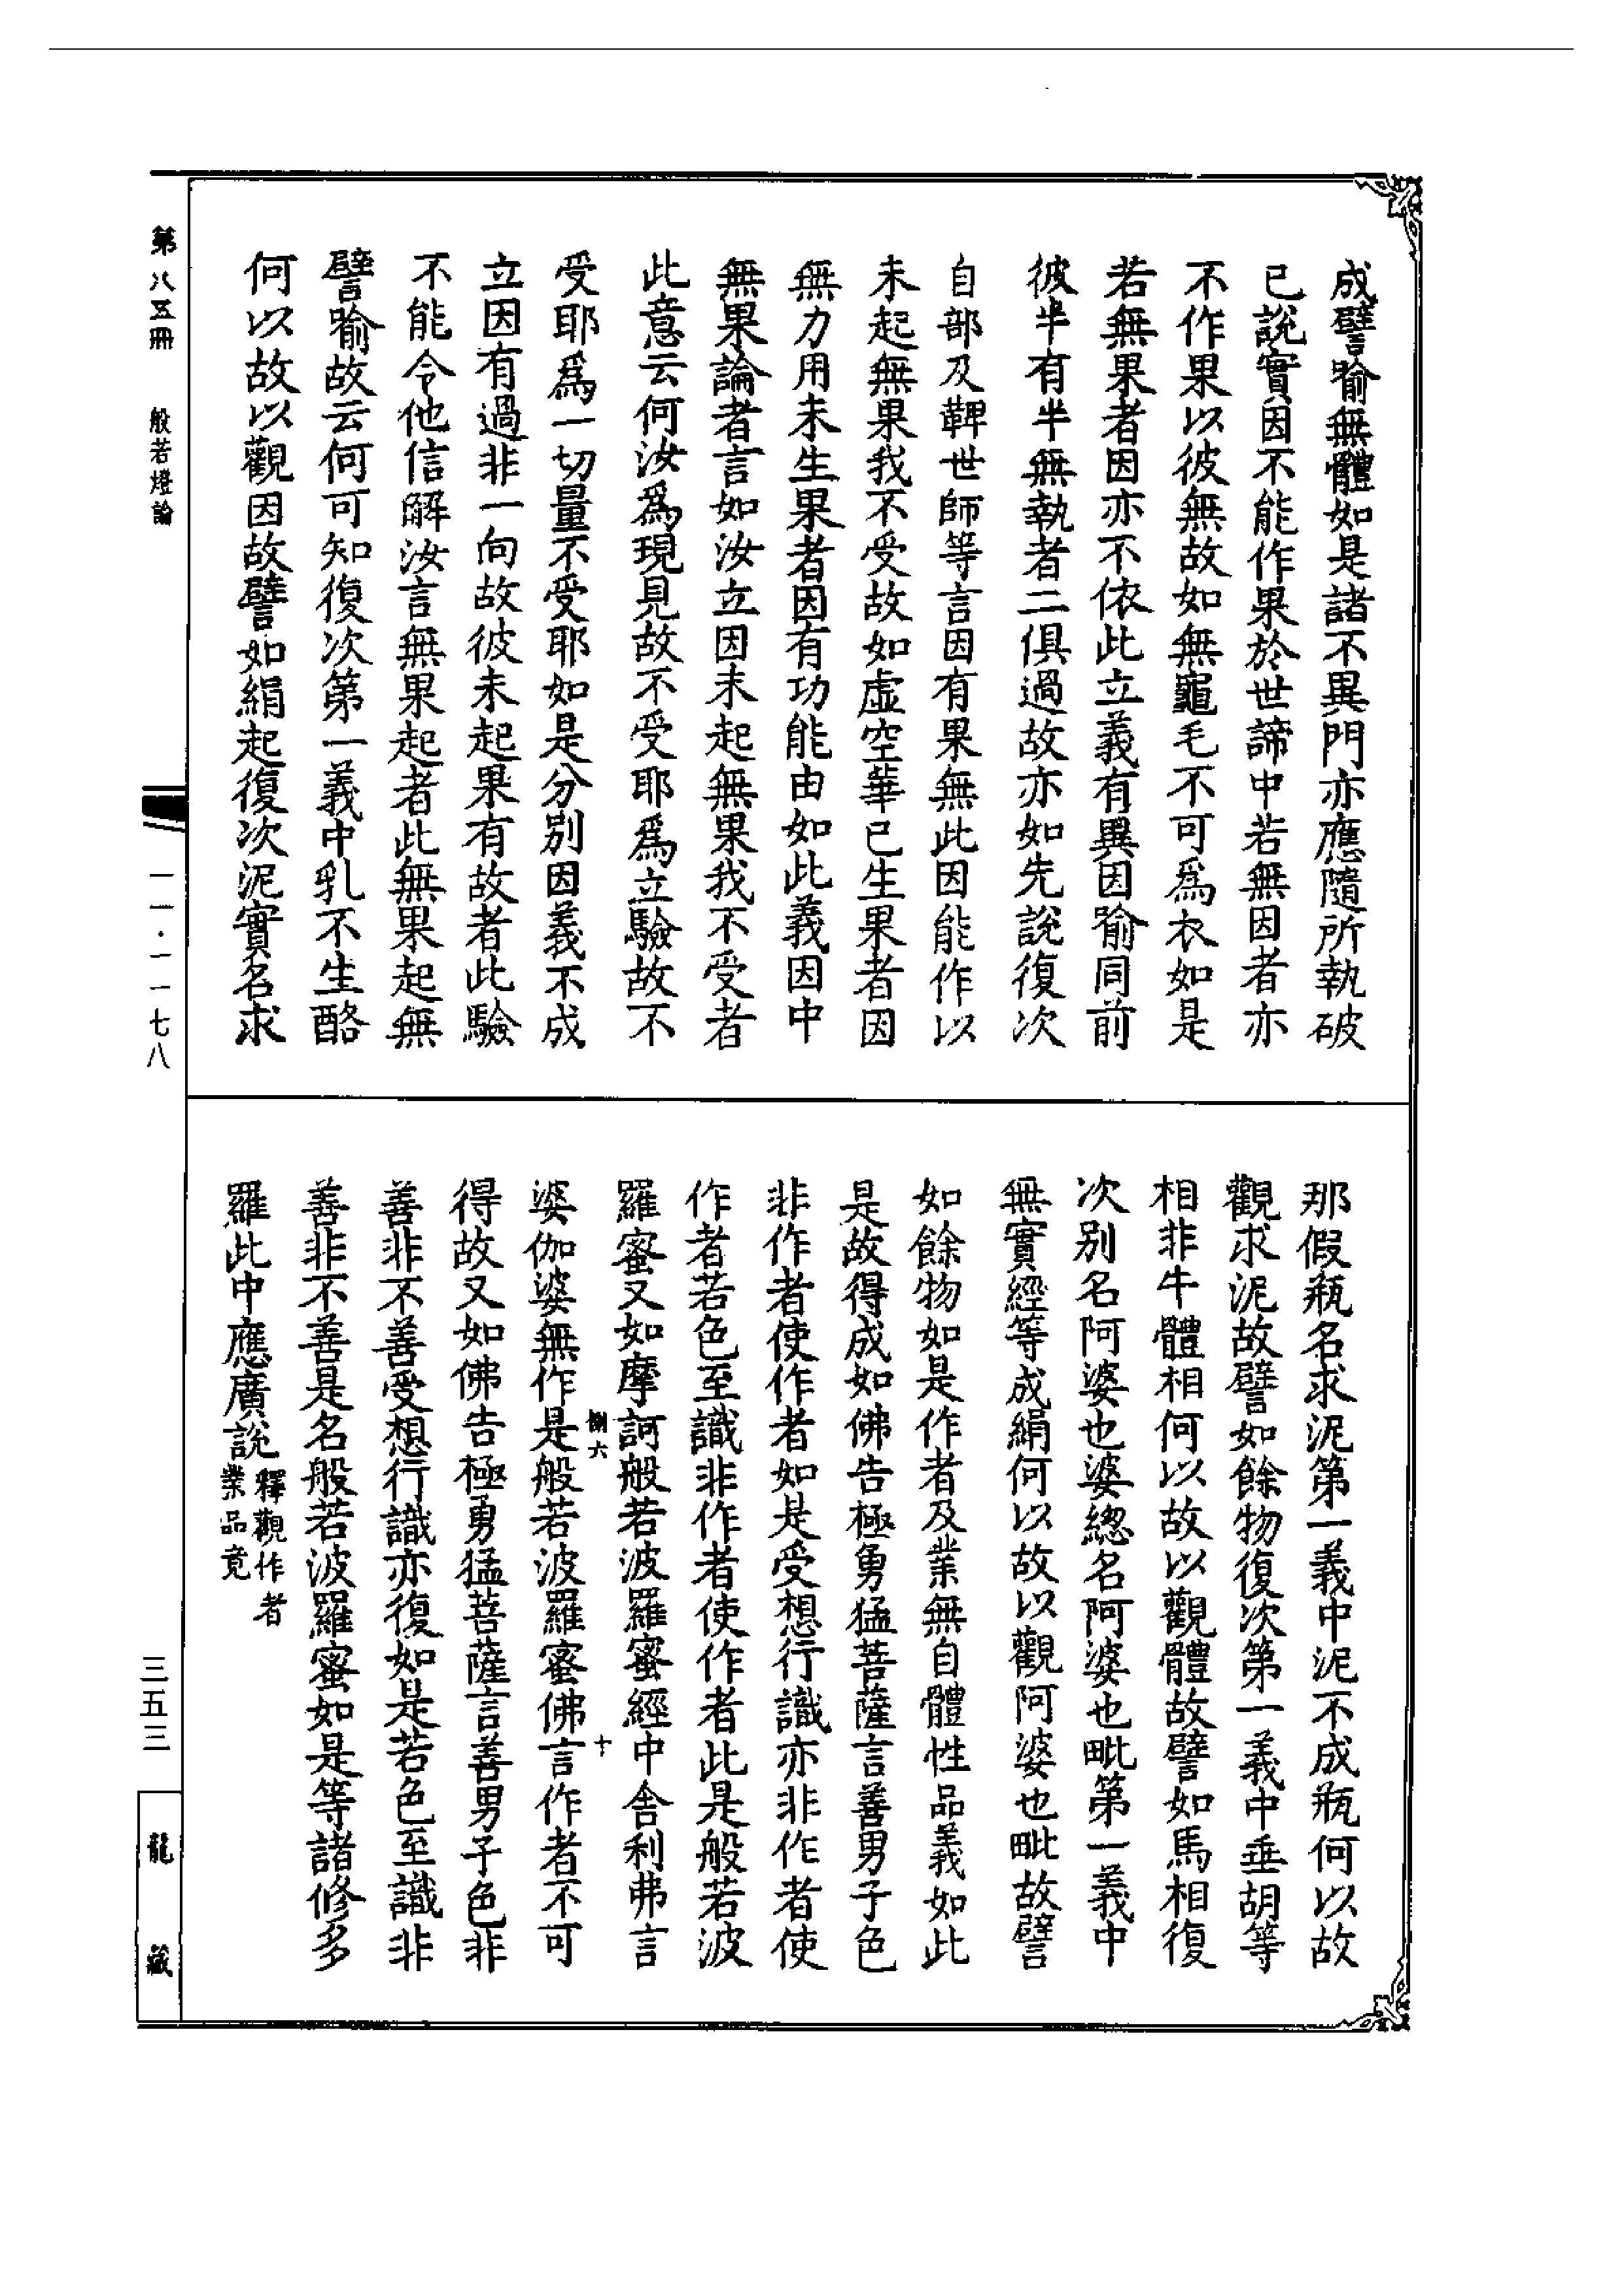 成譬喻無體如是諸不異門亦應隨所執破
已說實因不能作果於世諦中若無因者亦
不作果以彼無故如無龜毛不可爲衣如是
若無果者因亦不依此立義有異因喻同前
彼半有半無執者二俱過故亦如先說復次
自部及鞞世師等言因有果無此因能作以
未起無果我不受故如虛空華已生果者因
無力用未生果者因有功能由如此義因中
無果論者言如汝立因未起無果我不受者
此意云何汝爲現見故不受耶爲立驗故不
受耶爲一切量不受耶如是分別因義不成
立因有過非一向故彼未起果有故者此驗
不能令他信解汝言無果起者此無果起無
譬喻故云何可知復次第一義中乳不生酪
何以故以觀因故譬如絹起復次泥實名求
那假瓶名求泥第一義中泥不成瓶何以故
觀求泥故譬如餘物復次第一義中垂胡等
相非牛體相何以故以觀體故譬如馬相復
次別名阿婆也婆總名阿婆也毗第一義中
無實經等成絹何以故以觀阿婆也毗故譬
如餘物如是作者及業無自體性品義如此
是故得成如佛告極勇猛菩薩言善男子色
非作者使作者如是受想行識亦非作者使
作者若色至識非作者使作者此是般若波
羅蜜又如摩訶般若波羅蜜經中舍利弗言
婆伽婆無作是般若波羅蜜佛言作者不可
得故又如佛告極勇猛菩薩言善男子色非
善非不善受想行識亦復如是若色至識非
善非不善是名般若波羅蜜如是等諸修多
羅此中應廣說釋觀作者
業品竟
第八五冊 般若燈論
一一·一一七八
三五三
龍藏
六
十